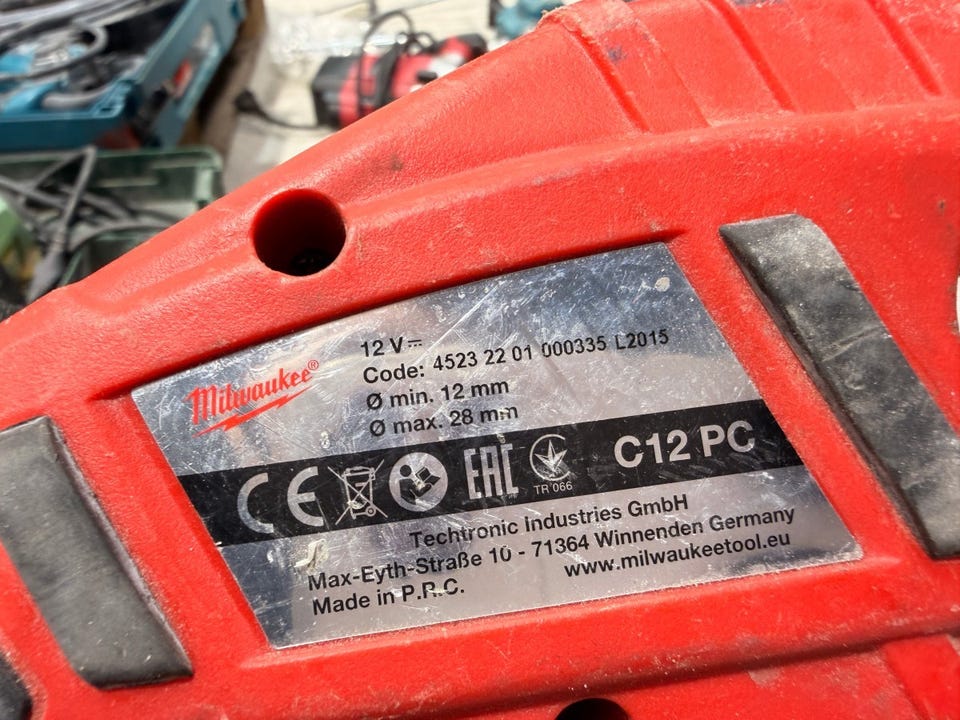 Milwaukee®
12 V
Code: 4523 22 01 000335 L2015
Ø min. 12 mm
Ø max. 28 mm
CE EAC TR 066 C12 PC
Techtronic Industries GmbH
Max-Eyth-Straße 10 - 71364 Winnenden Germany
www.milwaukeetool.eu
Made in P.R.C.